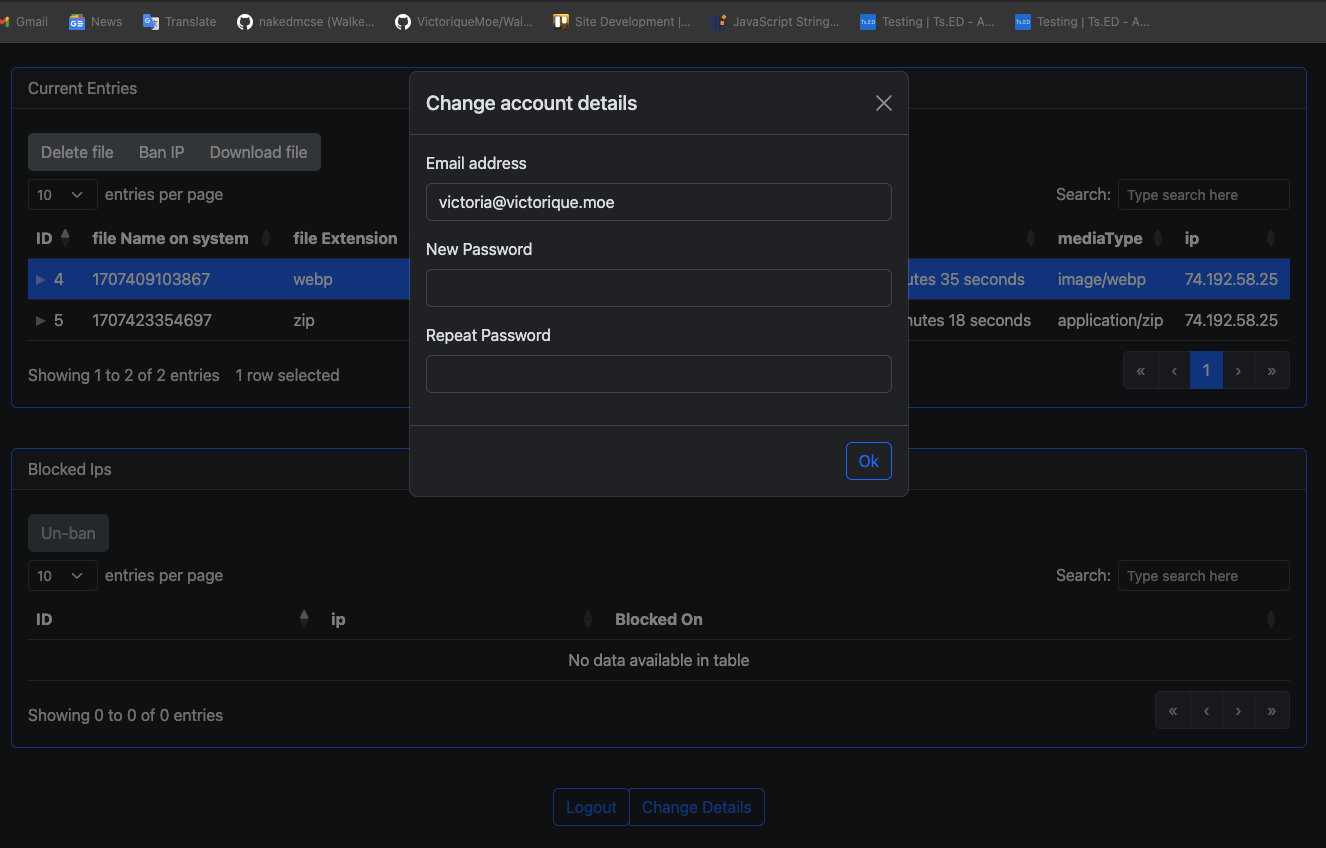 Gmail News Translate nakedmcse (Walke... VictoriqueMoe/Wai... Site Development |... JavaScript String... Testing | Ts.ED - A... Testing | Ts.ED - A...
Current Entries
Delete file Ban IP Download file
10 entries per page
Search: Type search here
ID file Name on system file Extension mediaType ip
4 1707409103867 webp utes 35 seconds image/webp 74.192.58.25
5 1707423354697 zip nutes 18 seconds application/zip 74.192.58.25
Showing 1 to 2 of 2 entries 1 row selected
« ‹ 1 › »
Change account details
Email address
victoria@victorique.moe
New Password
Repeat Password
Ok
Blocked Ips
Un-ban
10 entries per page
Search: Type search here
ID ip Blocked On
No data available in table
Showing 0 to 0 of 0 entries
« ‹ › »
Logout Change Details